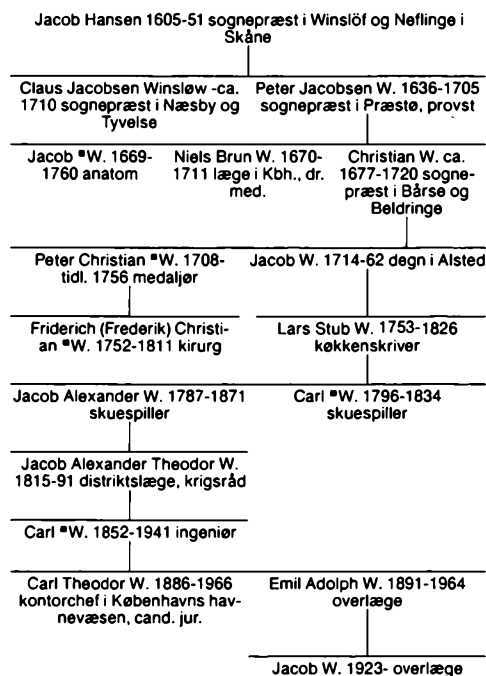 Jacob Hansen 1605-51 sognepræst i Winslöf og Neflinge i
Skåne
Claus Jacobsen Winsløw -ca.
1710 sognepræst i Næsby og
Tyvelse
Peter Jacobsen W. 1636-1705
sognepræst i Præstø, provst
Jacob *W. 1669-
1760 anatom
Niels Brun W. 1670-
1711 læge i Kbh., dr.
med.
Christian W. ca.
1677-1720 sogne-
præst i Bårse og
Beldringe
Peter Christian *W. 1708-
tidl. 1756 medaljør
Jacob W. 1714-62 degn i Alsted
Friderich (Frederik) Christi-
an *W. 1752-1811 kirurg
Lars Stub W. 1753-1826
køkkenskriver
Jacob Alexander W. 1787-1871
skuespiller
Carl *W. 1796-1834
skuespiller
Jacob Alexander Theodor W.
1815-91 distriktslæge, krigsråd
Carl *W. 1852-1941 ingeniør
Carl Theodor W. 1886-1966
kontorchef i Københavns hav-
nevæsen, cand. jur.
Emil Adolph W. 1891-1964
overlæge
Jacob W. 1923- overlæge